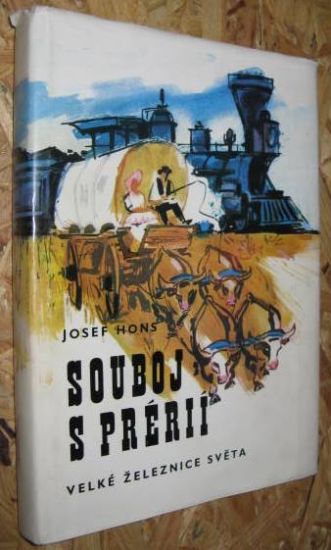 JOSEF HONS
SOUBOJ
S PRÉRIÍ
VELKÉ ŽELEZNICE SVĚTA